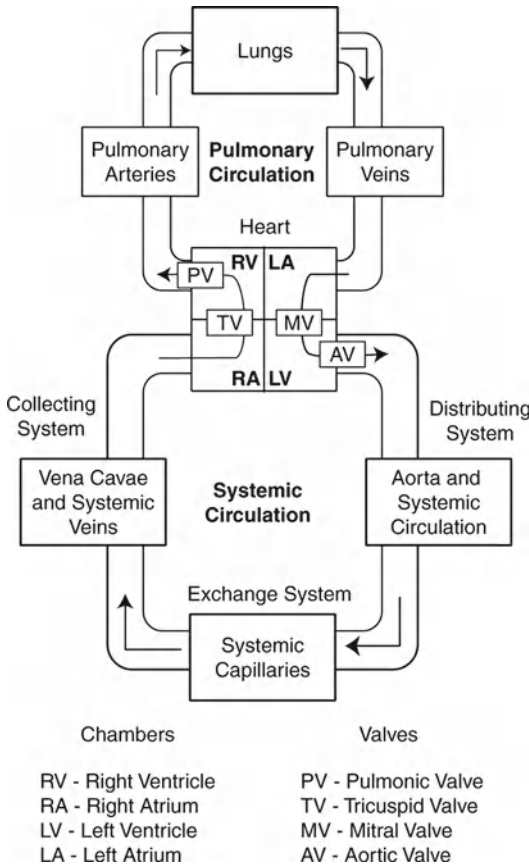 Lungs
Pulmonary
Arteries
Pulmonary
Circulation
Pulmonary
Veins
Heart
RV LA
PV
TV
MV
AV
RA LV
Collecting
System
Distributing
System
Vena Cavae
and Systemic
Veins
Systemic
Circulation
Aorta and
Systemic
Circulation
Exchange System
Systemic
Capillaries
Chambers
RV - Right Ventricle
RA - Right Atrium
LV - Left Ventricle
LA - Left Atrium
Valves
PV - Pulmonic Valve
TV - Tricuspid Valve
MV - Mitral Valve
AV - Aortic Valve